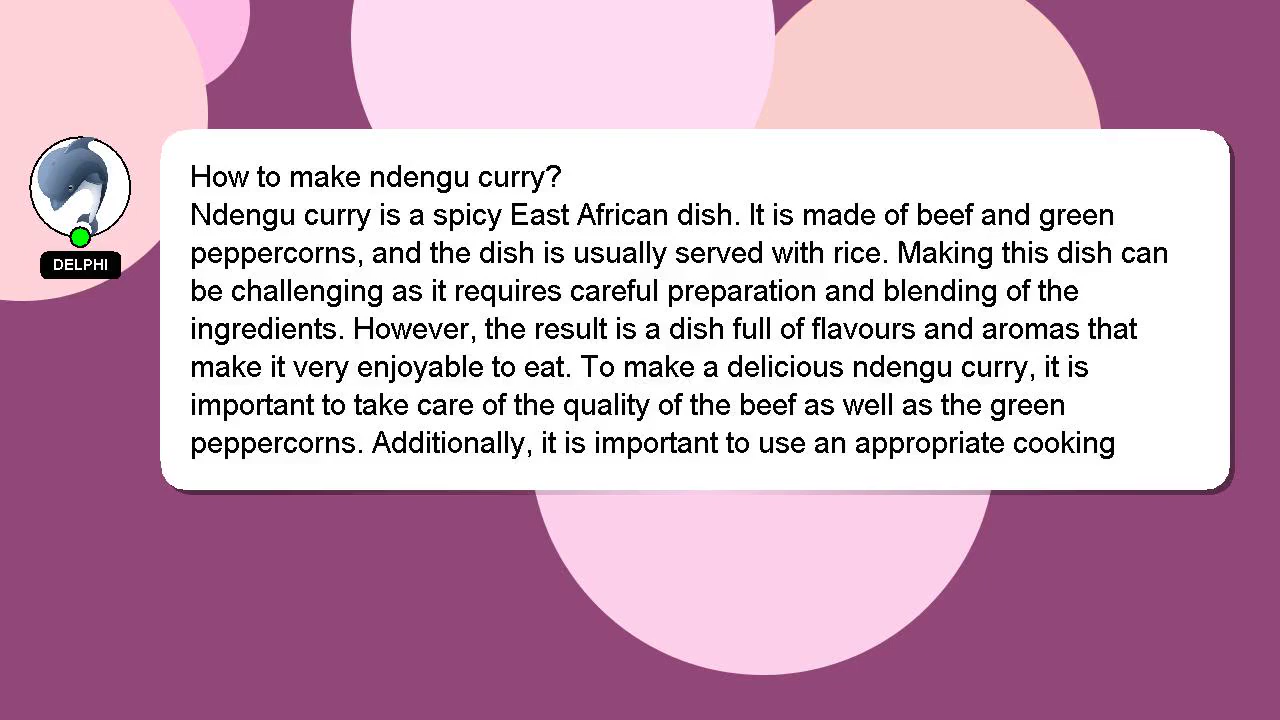 How to make ndengu curry?
Ndengu curry is a spicy East African dish. It is made of beef and green
peppercorns, and the dish is usually served with rice. Making this dish can
be challenging as it requires careful preparation and blending of the
ingredients. However, the result is a dish full of flavours and aromas that
make it very enjoyable to eat. To make a delicious ndengu curry, it is
important to take care of the quality of the beef as well as the green
peppercorns. Additionally, it is important to use an appropriate cooking
DELPHI